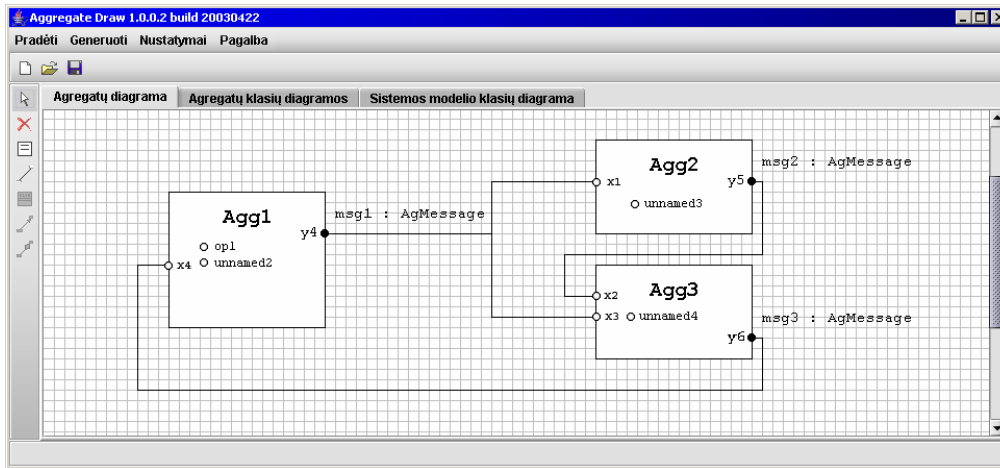 Aggregate Draw 1.0.0.2 build 20030422
Pradėti Generuoti Nustatymai Pagalba
Agregatų diagrama Agregatų klasių diagramos Sistemos modelio klasių diagrama
Agg1
op1
unnamed2
x4
y4
msg1 : AgMessage
Agg2
x1
y5
unnamed3
msg2 : AgMessage
Agg3
x2
x3
unnamed4
y6
msg3 : AgMessage